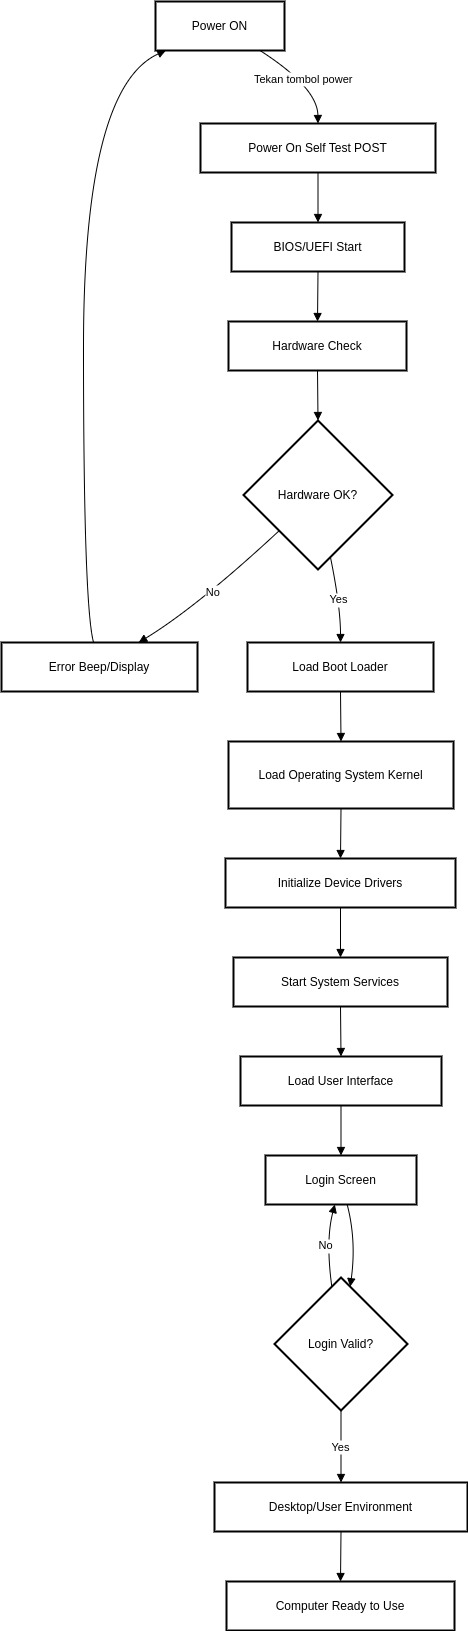 Power ON
Tekan tombol power
Power On Self Test POST
BIOS/UEFI Start
Hardware Check
Hardware OK?
No
Yes
Error Beep/Display
Load Boot Loader
Load Operating System Kernel
Initialize Device Drivers
Start System Services
Load User Interface
Login Screen
No
Login Valid?
Yes
Desktop/User Environment
Computer Ready to Use